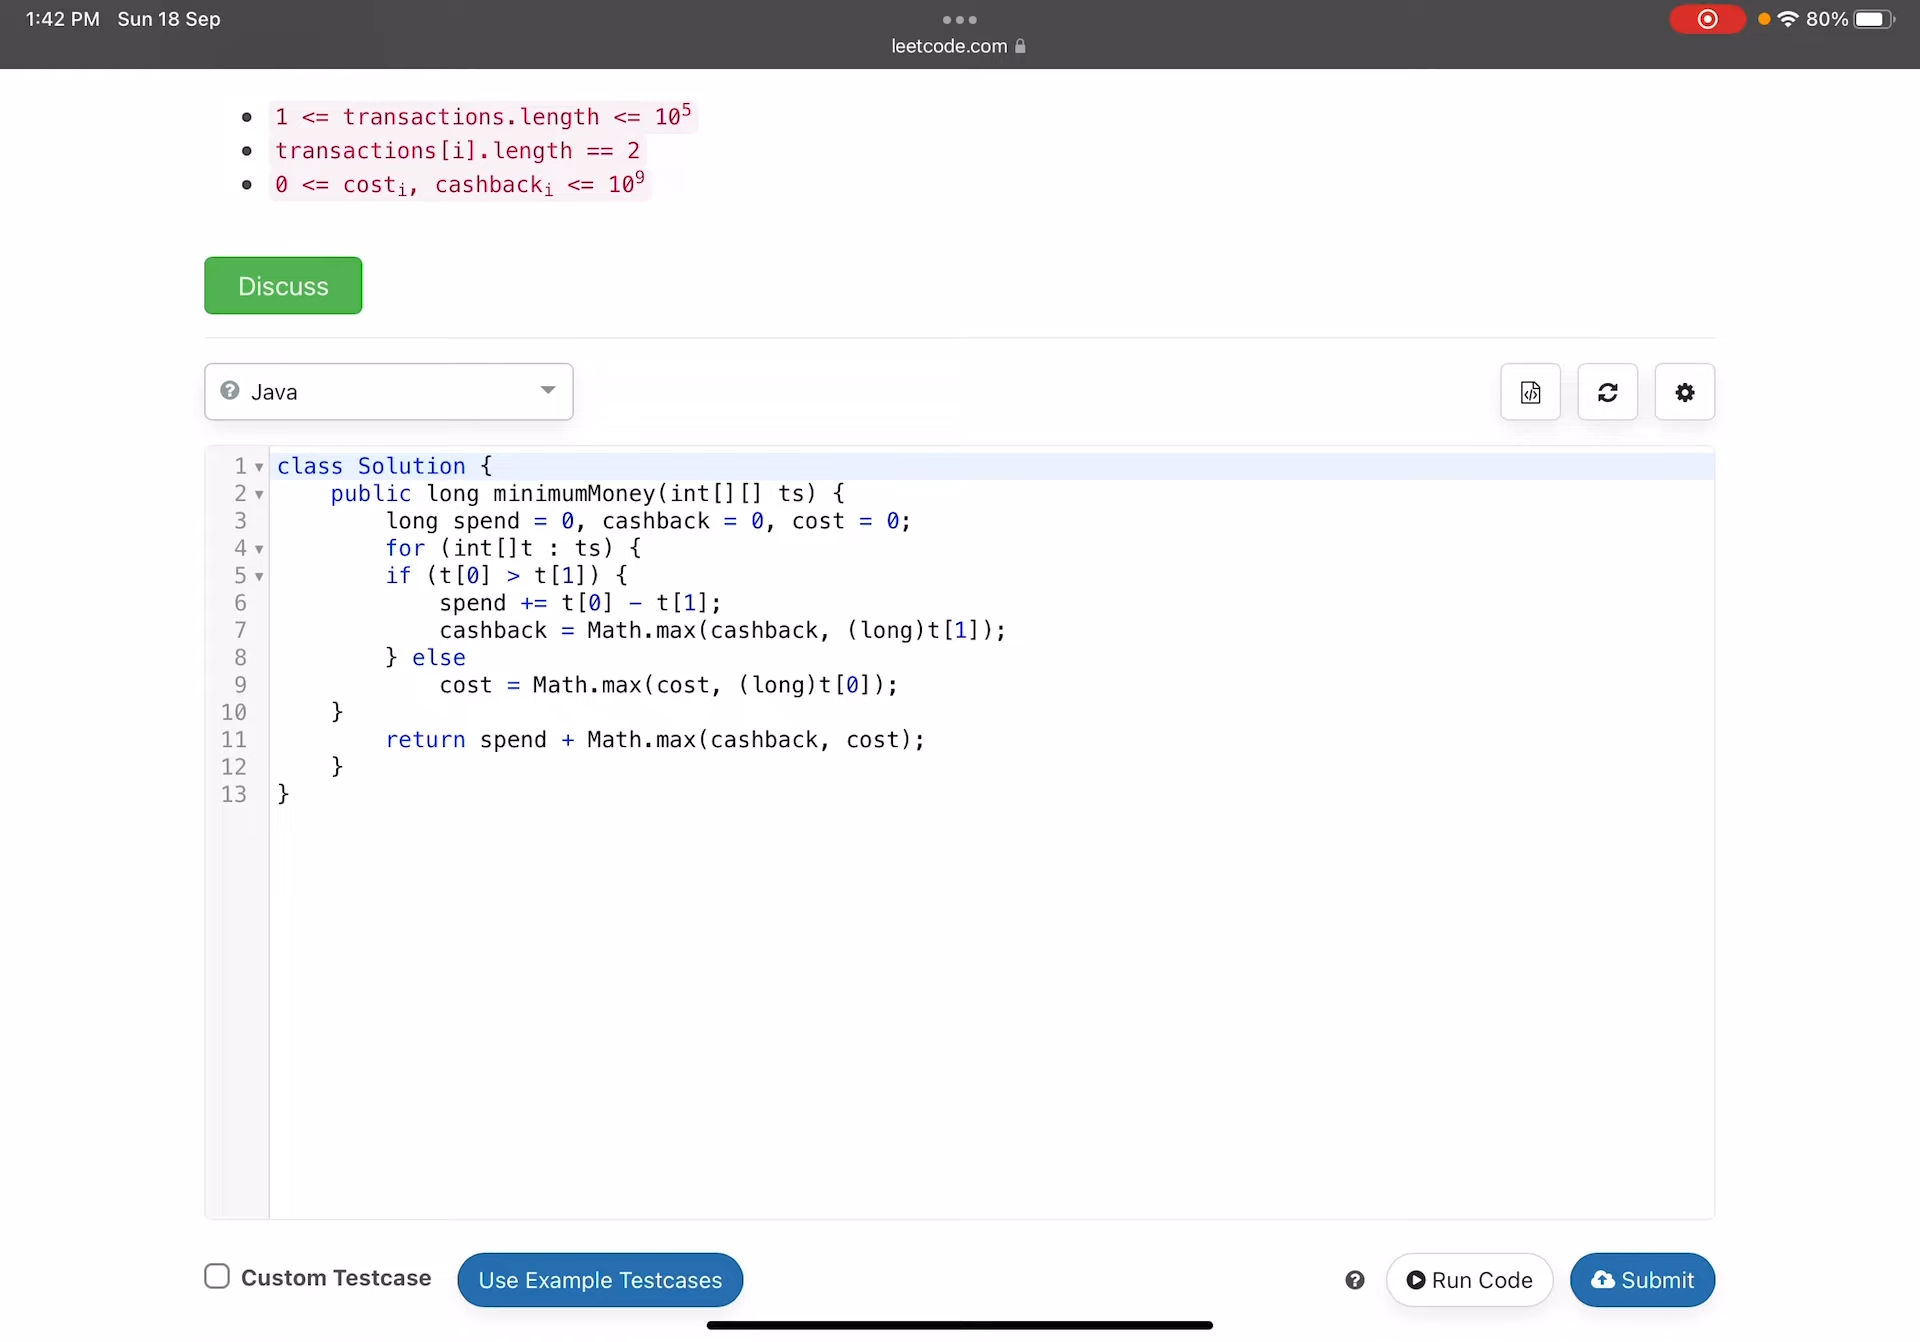 1:42 PM Sun 18 Sep
80%
leetcode.com
1 <= transactions.length <= 10⁵
transactions[i].length == 2
0 <= costᵢ, cashbackᵢ <= 10⁹
Discuss
Java
1 class Solution {
2     public long minimumMoney(int[][] ts) {
3         long spend = 0, cashback = 0, cost = 0;
4         for (int[]t : ts) {
5         if (t[0] > t[1]) {
6             spend += t[0] - t[1];
7             cashback = Math.max(cashback, (long)t[1]);
8         } else
9             cost = Math.max(cost, (long)t[0]);
10     }
11         return spend + Math.max(cashback, cost);
12     }
13 }
Custom Testcase Use Example Testcases Run Code Submit